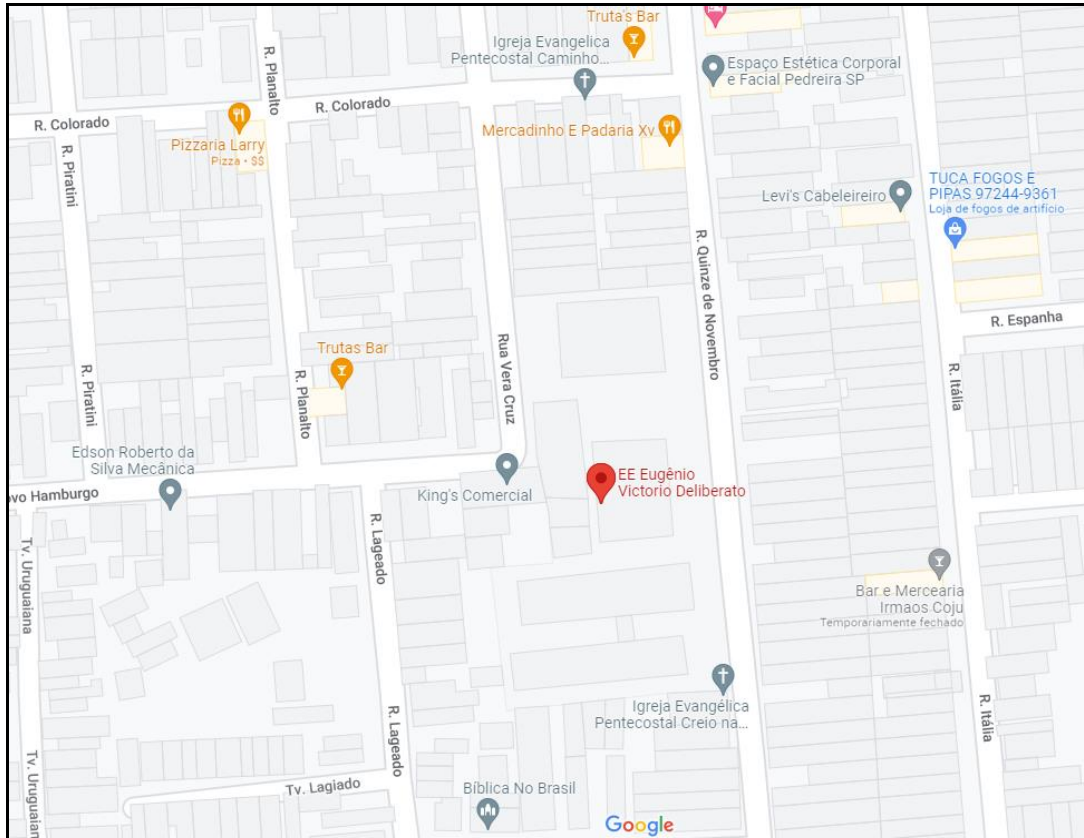 Truta's Bar
Igreja Evangelica
Pentecostal Caminho...
Espaço Estética Corporal
e Facial Pedreira SP
R. Planalto
R. Colorado
R. Colorado
Pizzaria Larry
Pizza • $$
Mercadinho E Padaria Xv...
R. Piratini
Levi's Cabeleireiro
TUCA FOGOS E
PIPAS 97244-9361
Loja de fogos de artifício
R. Quinze de Novembro
R. Espanha
Rua Vera Cruz
Trutas Bar
R. Piratini
R. Planalto
R. Itália
Edson Roberto da
Silva Mecânica
ovo Hamburgo
King's Comercial
EE Eugênio
Victorio Deliberato
Tv. Uruguaiana
R. Lageado
Bar e Mercearia
Irmaos Coju
Temporariamente fechado
Igreja Evangélica
Pentecostal Creio na...
R. Itália
R. Lageado
Tv. Uruguaian
Tv. Lagiado
Bíblica No Brasil
Google